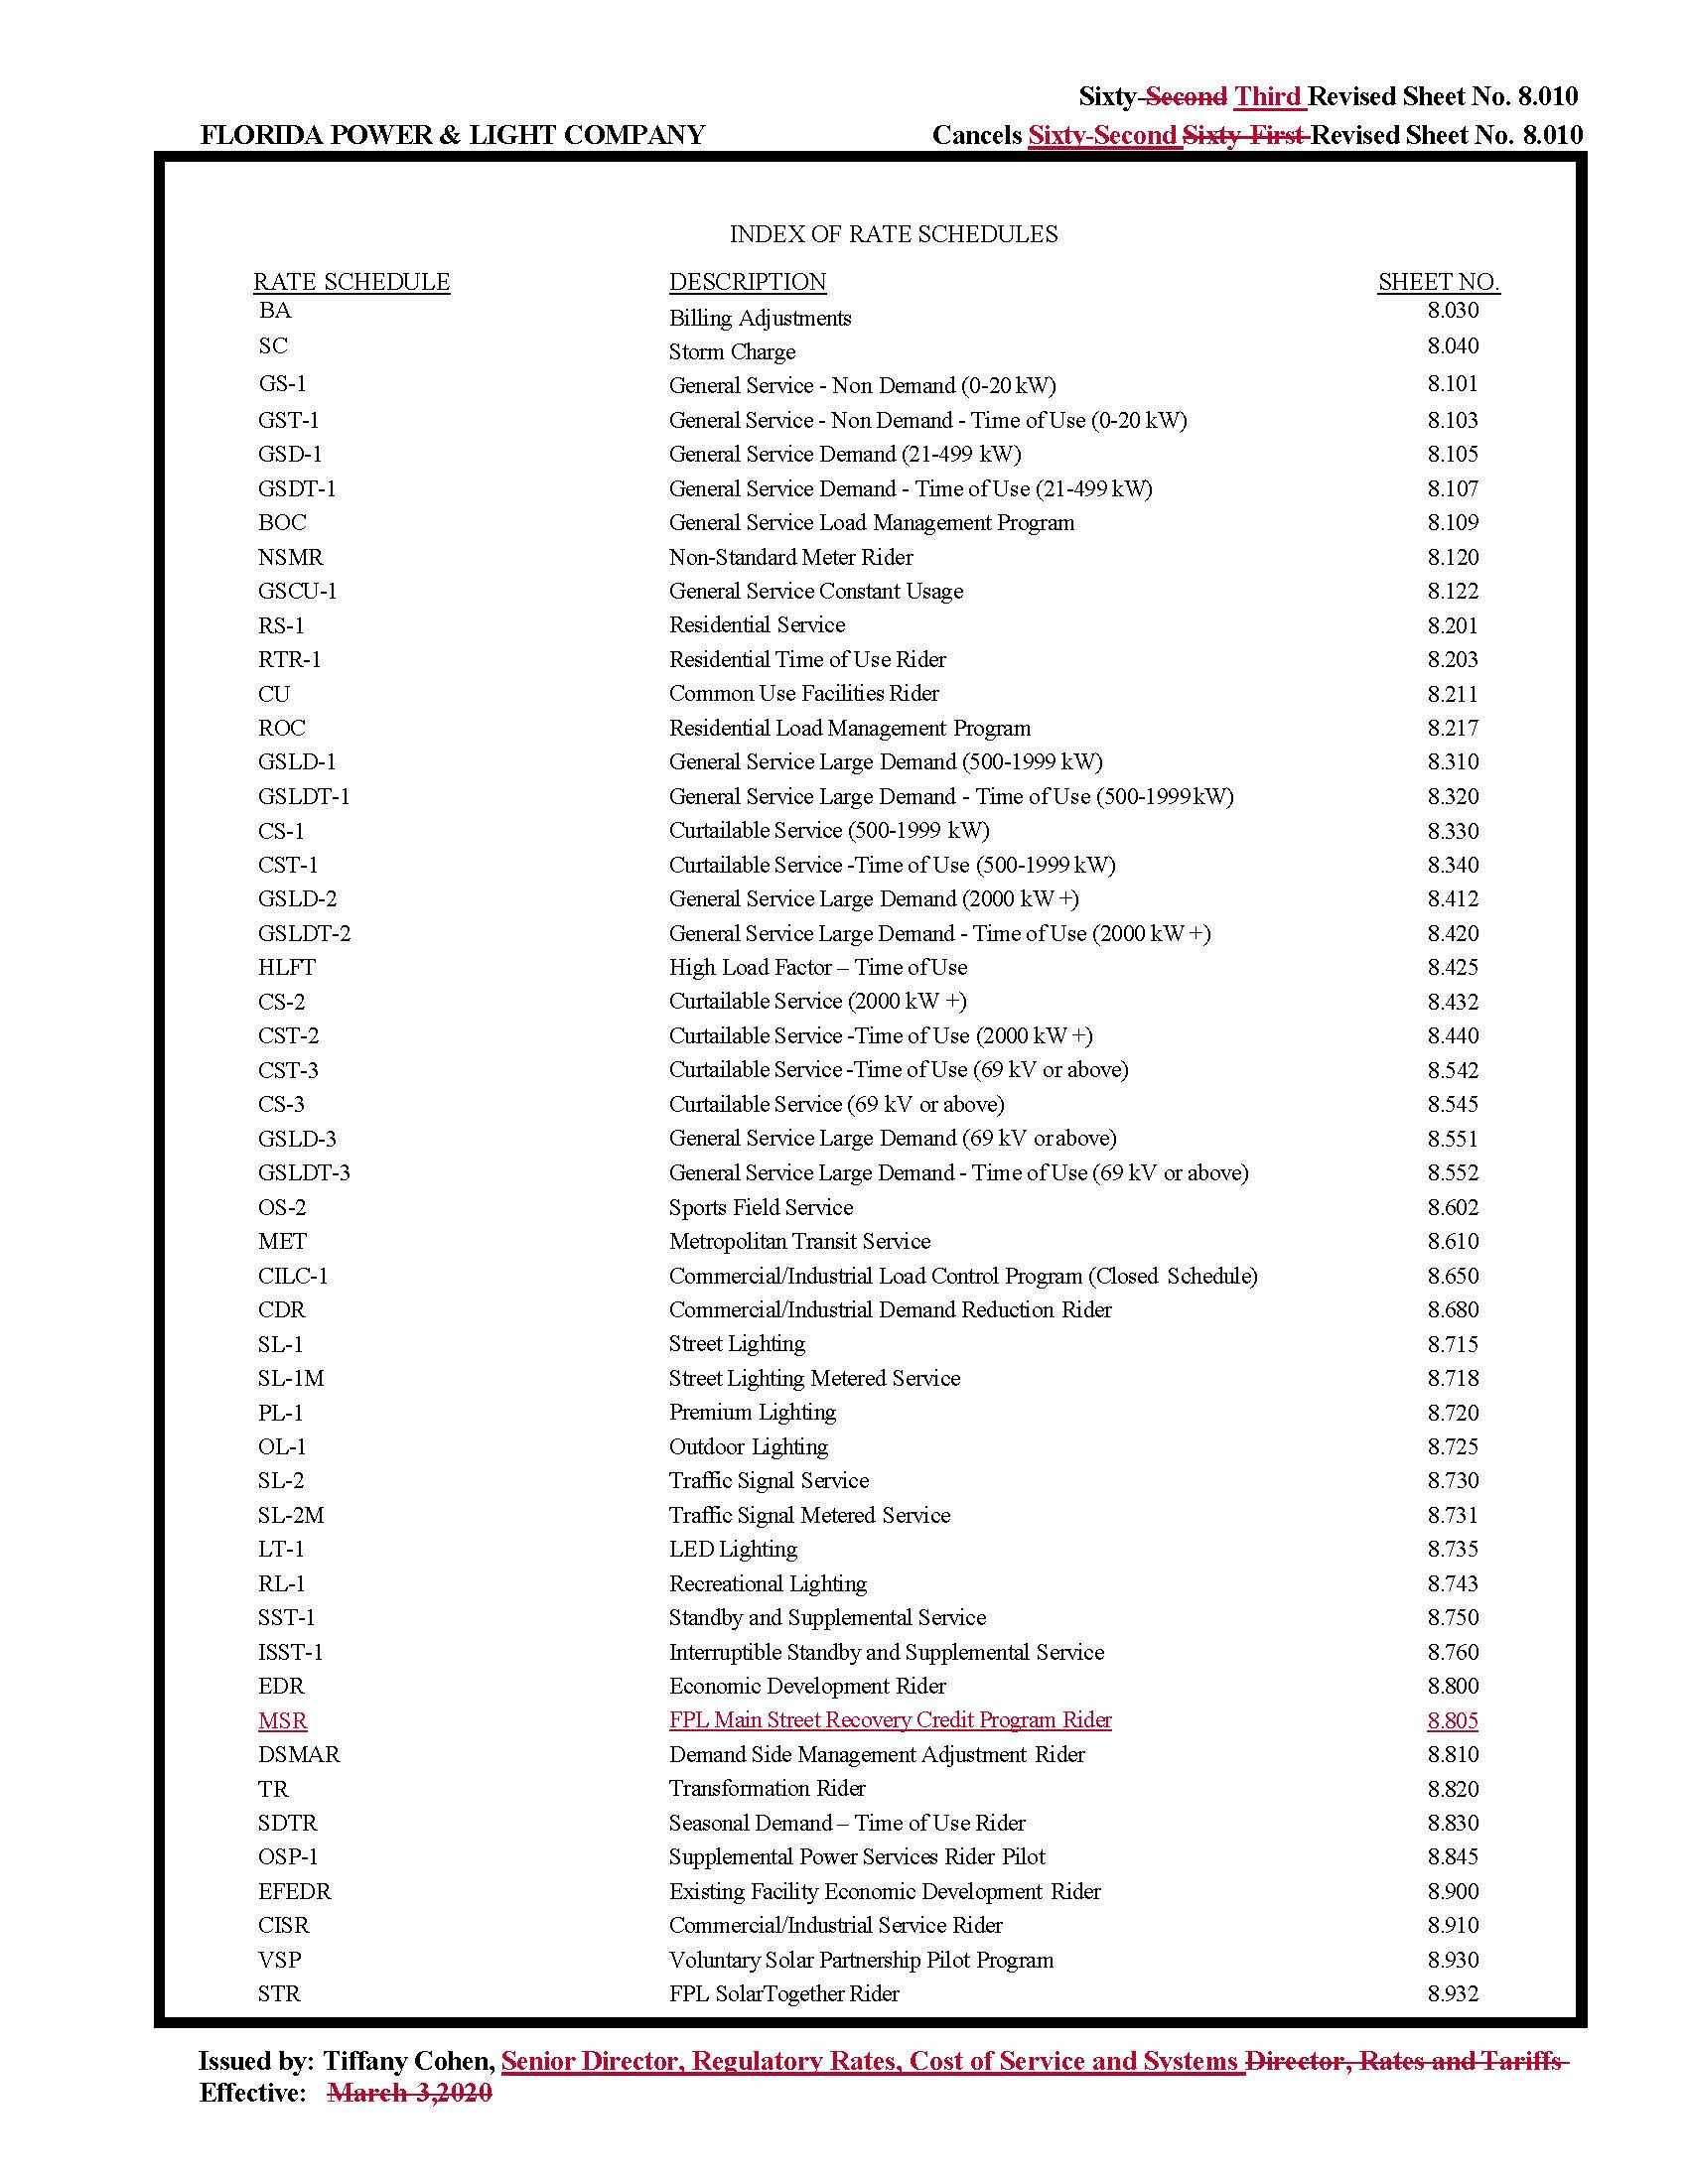 Sixty-Second Third Revised Sheet No. 8.010
FLORIDA POWER & LIGHT COMPANY Cancels Sixty-Second Sixty-First Revised Sheet No. 8.010
INDEX OF RATE SCHEDULES
RATE SCHEDULE DESCRIPTION SHEET NO.
BA Billing Adjustments 8.030
SC Storm Charge 8.040
GS-1 General Service - Non Demand (0-20 kW) 8.101
GST-1 General Service - Non Demand - Time of Use (0-20 kW) 8.103
GSD-1 General Service Demand (21-499 kW) 8.105
GSDT-1 General Service Demand - Time of Use (21-499 kW) 8.107
BOC General Service Load Management Program 8.109
NSMR Non-Standard Meter Rider 8.120
GSCU-1 General Service Constant Usage 8.122
RS-1 Residential Service 8.201
RTR-1 Residential Time of Use Rider 8.203
CU Common Use Facilities Rider 8.211
ROC Residential Load Management Program 8.217
GSLD-1 General Service Large Demand (500-1999 kW) 8.310
GSLDT-1 General Service Large Demand - Time of Use (500-1999 kW) 8.320
CS-1 Curtailable Service (500-1999 kW) 8.330
CST-1 Curtailable Service -Time of Use (500-1999 kW) 8.340
GSLD-2 General Service Large Demand (2000 kW +) 8.412
GSLDT-2 General Service Large Demand - Time of Use (2000 kW +) 8.420
HLFT High Load Factor – Time of Use 8.425
CS-2 Curtailable Service (2000 kW +) 8.432
CST-2 Curtailable Service -Time of Use (2000 kW +) 8.440
CST-3 Curtailable Service -Time of Use (69 kV or above) 8.542
CS-3 Curtailable Service (69 kV or above) 8.545
GSLD-3 General Service Large Demand (69 kV or above) 8.551
GSLDT-3 General Service Large Demand - Time of Use (69 kV or above) 8.552
OS-2 Sports Field Service 8.602
MET Metropolitan Transit Service 8.610
CILC-1 Commercial/Industrial Load Control Program (Closed Schedule) 8.650
CDR Commercial/Industrial Demand Reduction Rider 8.680
SL-1 Street Lighting 8.715
SL-1M Street Lighting Metered Service 8.718
PL-1 Premium Lighting 8.720
OL-1 Outdoor Lighting 8.725
SL-2 Traffic Signal Service 8.730
SL-2M Traffic Signal Metered Service 8.731
LT-1 LED Lighting 8.735
RL-1 Recreational Lighting 8.743
SST-1 Standby and Supplemental Service 8.750
ISST-1 Interruptible Standby and Supplemental Service 8.760
EDR Economic Development Rider 8.800
MSR FPL Main Street Recovery Credit Program Rider 8.805
DSMAR Demand Side Management Adjustment Rider 8.810
TR Transformation Rider 8.820
SDTR Seasonal Demand – Time of Use Rider 8.830
OSP-1 Supplemental Power Services Rider Pilot 8.845
EFEDR Existing Facility Economic Development Rider 8.900
CISR Commercial/Industrial Service Rider 8.910
VSP Voluntary Solar Partnership Pilot Program 8.930
STR FPL SolarTogether Rider 8.932
Issued by: Tiffany Cohen, Senior Director, Regulatory Rates, Cost of Service and Systems Director, Rates and Tariffs
Effective: March 3,2020